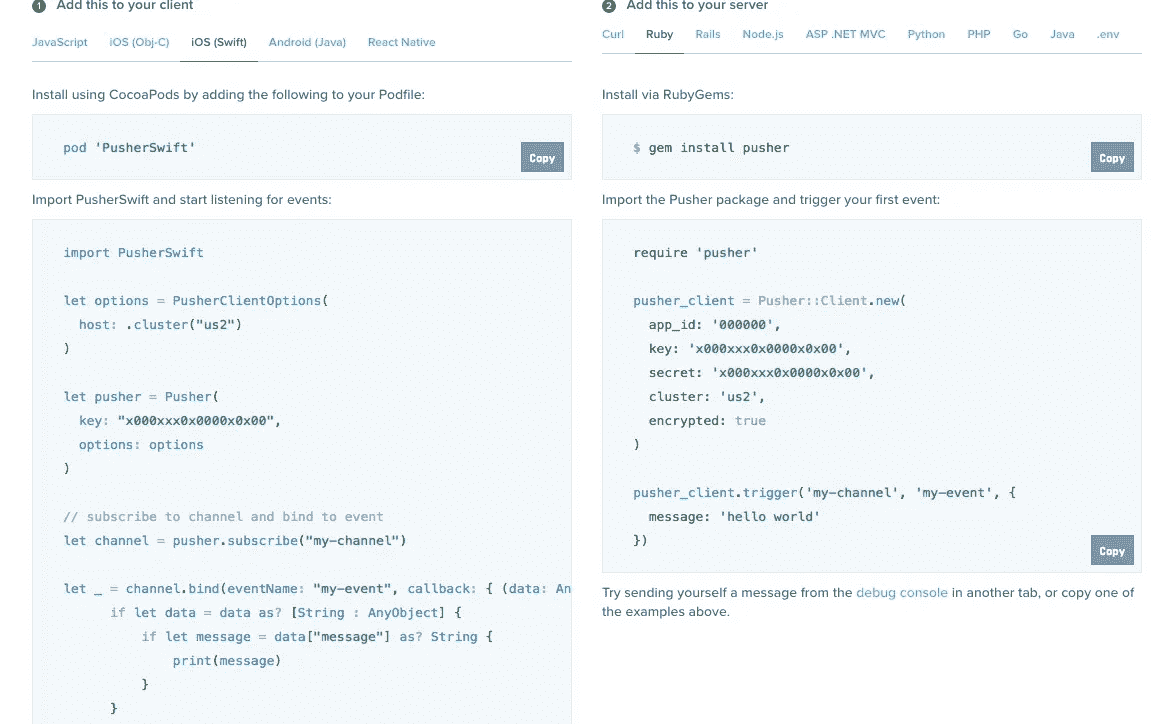 1 Add this to your client
JavaScript iOS (Obj-C) iOS (Swift) Android (Java) React Native
Install using CocoaPods by adding the following to your Podfile:
pod 'PusherSwift'
Copy
Import PusherSwift and start listening for events:
import PusherSwift
let options = PusherClientOptions(
host: .cluster("us2")
)
let pusher = Pusher(
key: "x000xxx0x0000x0x00",
options: options
)
// subscribe to channel and bind to event
let channel = pusher.subscribe("my-channel")
let _ = channel.bind(eventName: "my-event", callback: { (data: An
if let data = data as? [String : AnyObject] {
if let message = data["message"] as? String {
print(message)
}
}
2 Add this to your server
Curl Ruby Rails Node.js ASP .NET MVC Python PHP Go Java .env
Install via RubyGems:
$ gem install pusher
Copy
Import the Pusher package and trigger your first event:
require 'pusher'
pusher_client = Pusher::Client.new(
app_id: '000000',
key: 'x000xxx0x0000x0x00',
secret: 'x000xxx0x0000x0x00',
cluster: 'us2',
encrypted: true
)
pusher_client.trigger('my-channel', 'my-event', {
message: 'hello world'
})
Copy
Try sending yourself a message from the debug console in another tab, or copy one of
the examples above.